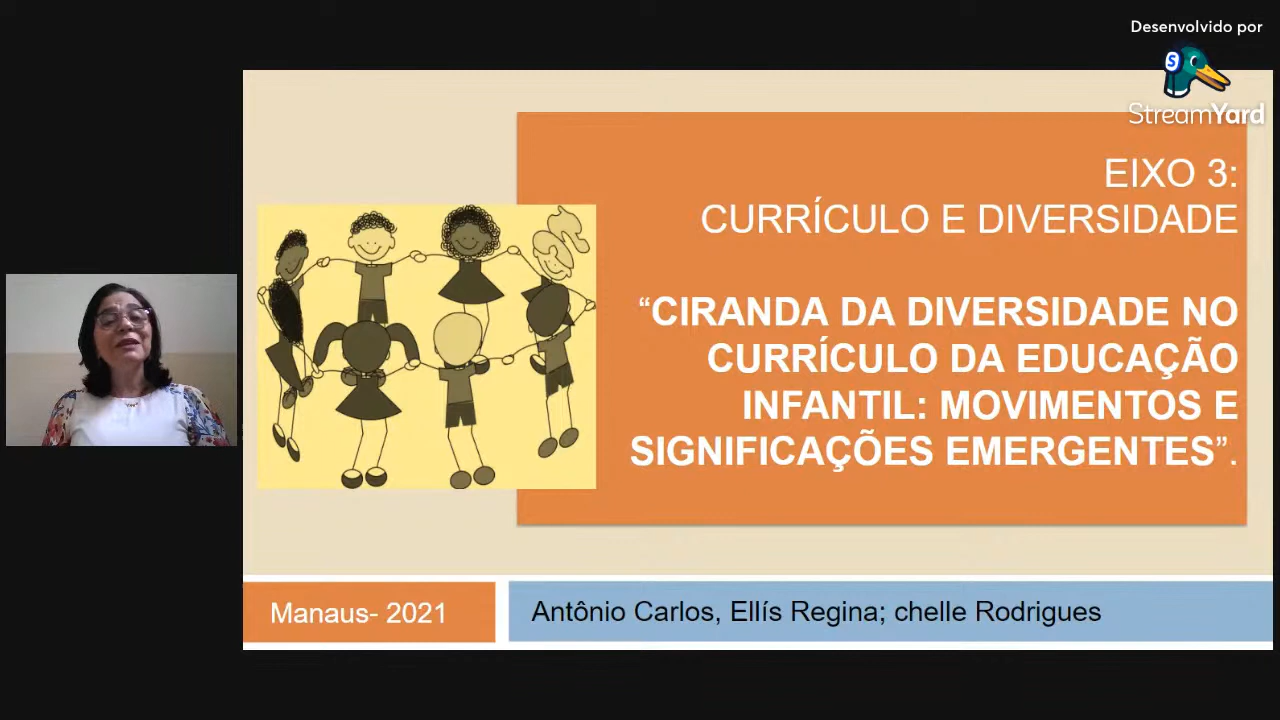 Desenvolvido por
StreamYard
EIXO 3:
CURRÍCULO E DIVERSIDADE
“CIRANDA DA DIVERSIDADE NO
CURRÍCULO DA EDUCAÇÃO
INFANTIL: MOVIMENTOS E
SIGNIFICAÇÕES EMERGENTES”.
Manaus- 2021
Antônio Carlos, Ellís Regina; chelle Rodrigues